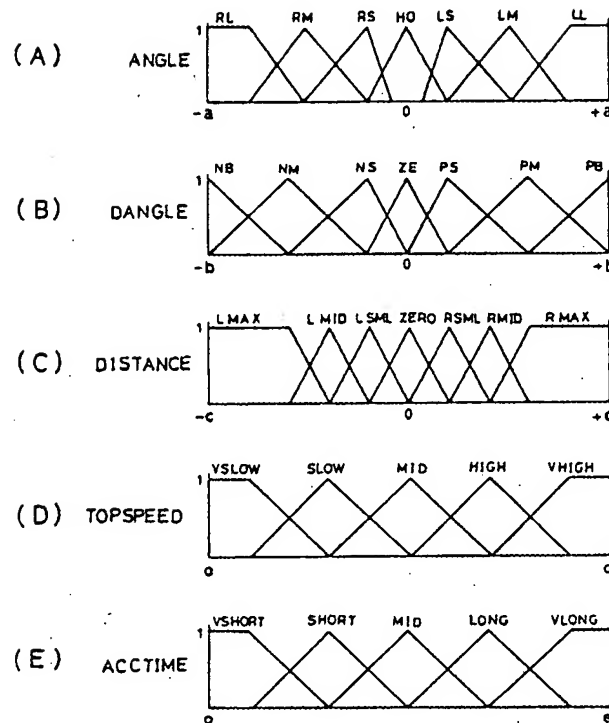 RL RM RS HO LS LM LL
(A) ANGLE 1
-a 0 +a
NB NM NS ZE PS PM PB
(B) DANGLE 1
-b 0 +b
LMAX LMID LSML ZERO RSML RMID RMAX
(C) DISTANCE 1
-c 0 +c
VSLOW SLOW MID HIGH VHIGH
(D) TOPSPEED 1
VSHORT SHORT MID LONG VLONG
(E) ACCTIME 1